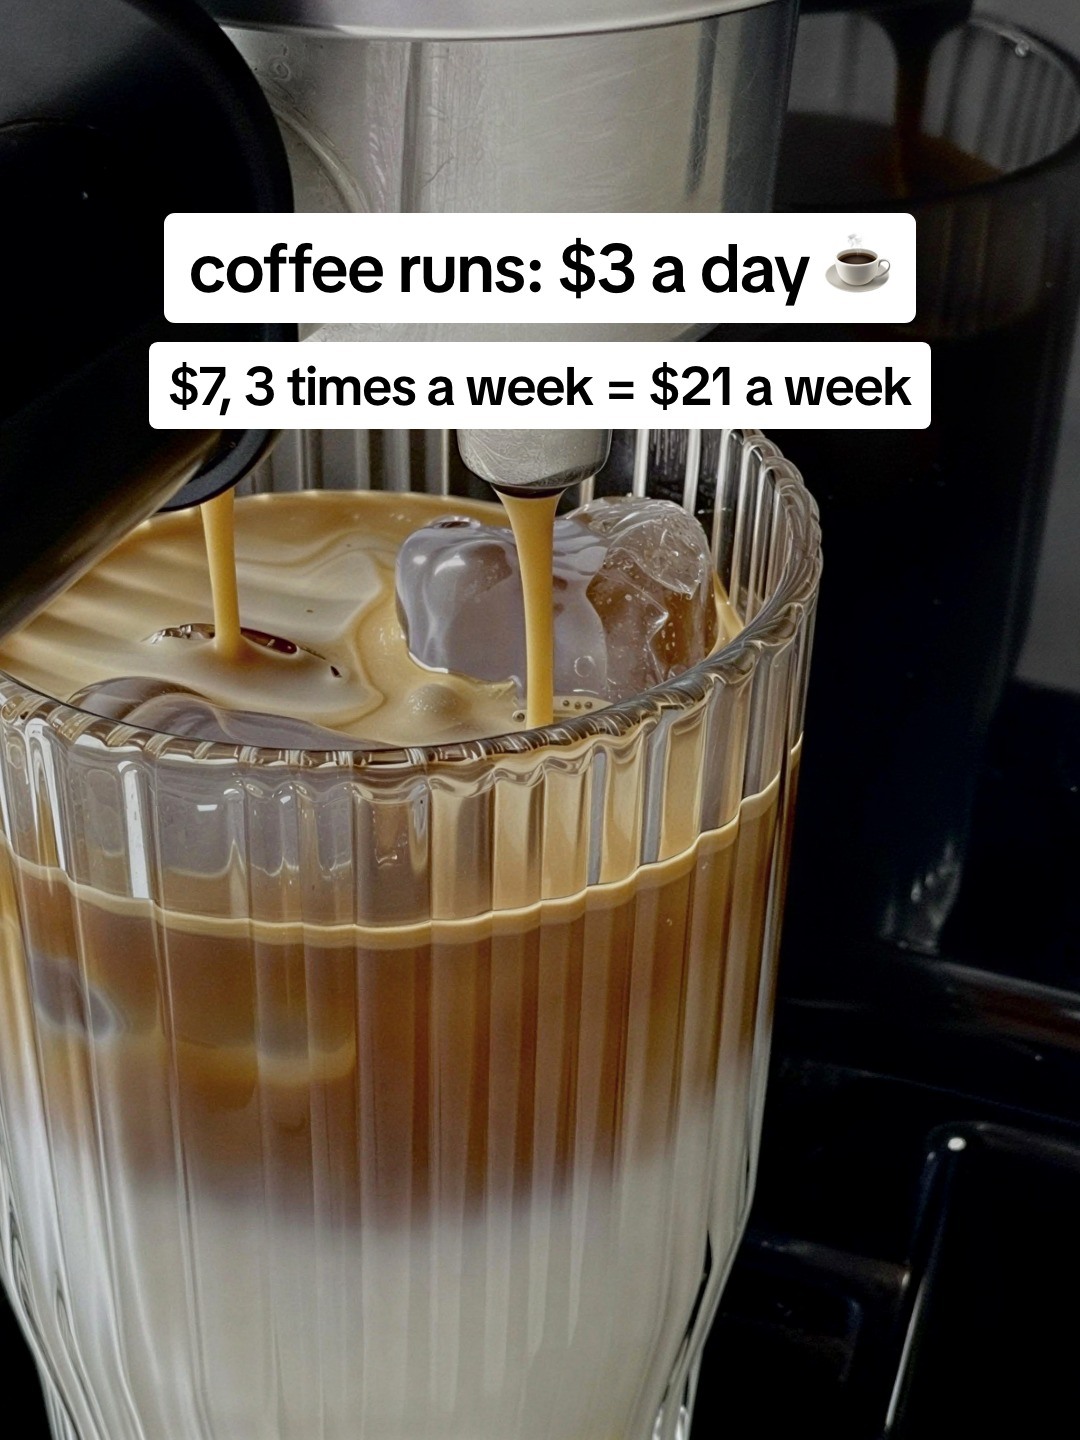 coffee runs: $3 a day ☕
$7, 3 times a week = $21 a week